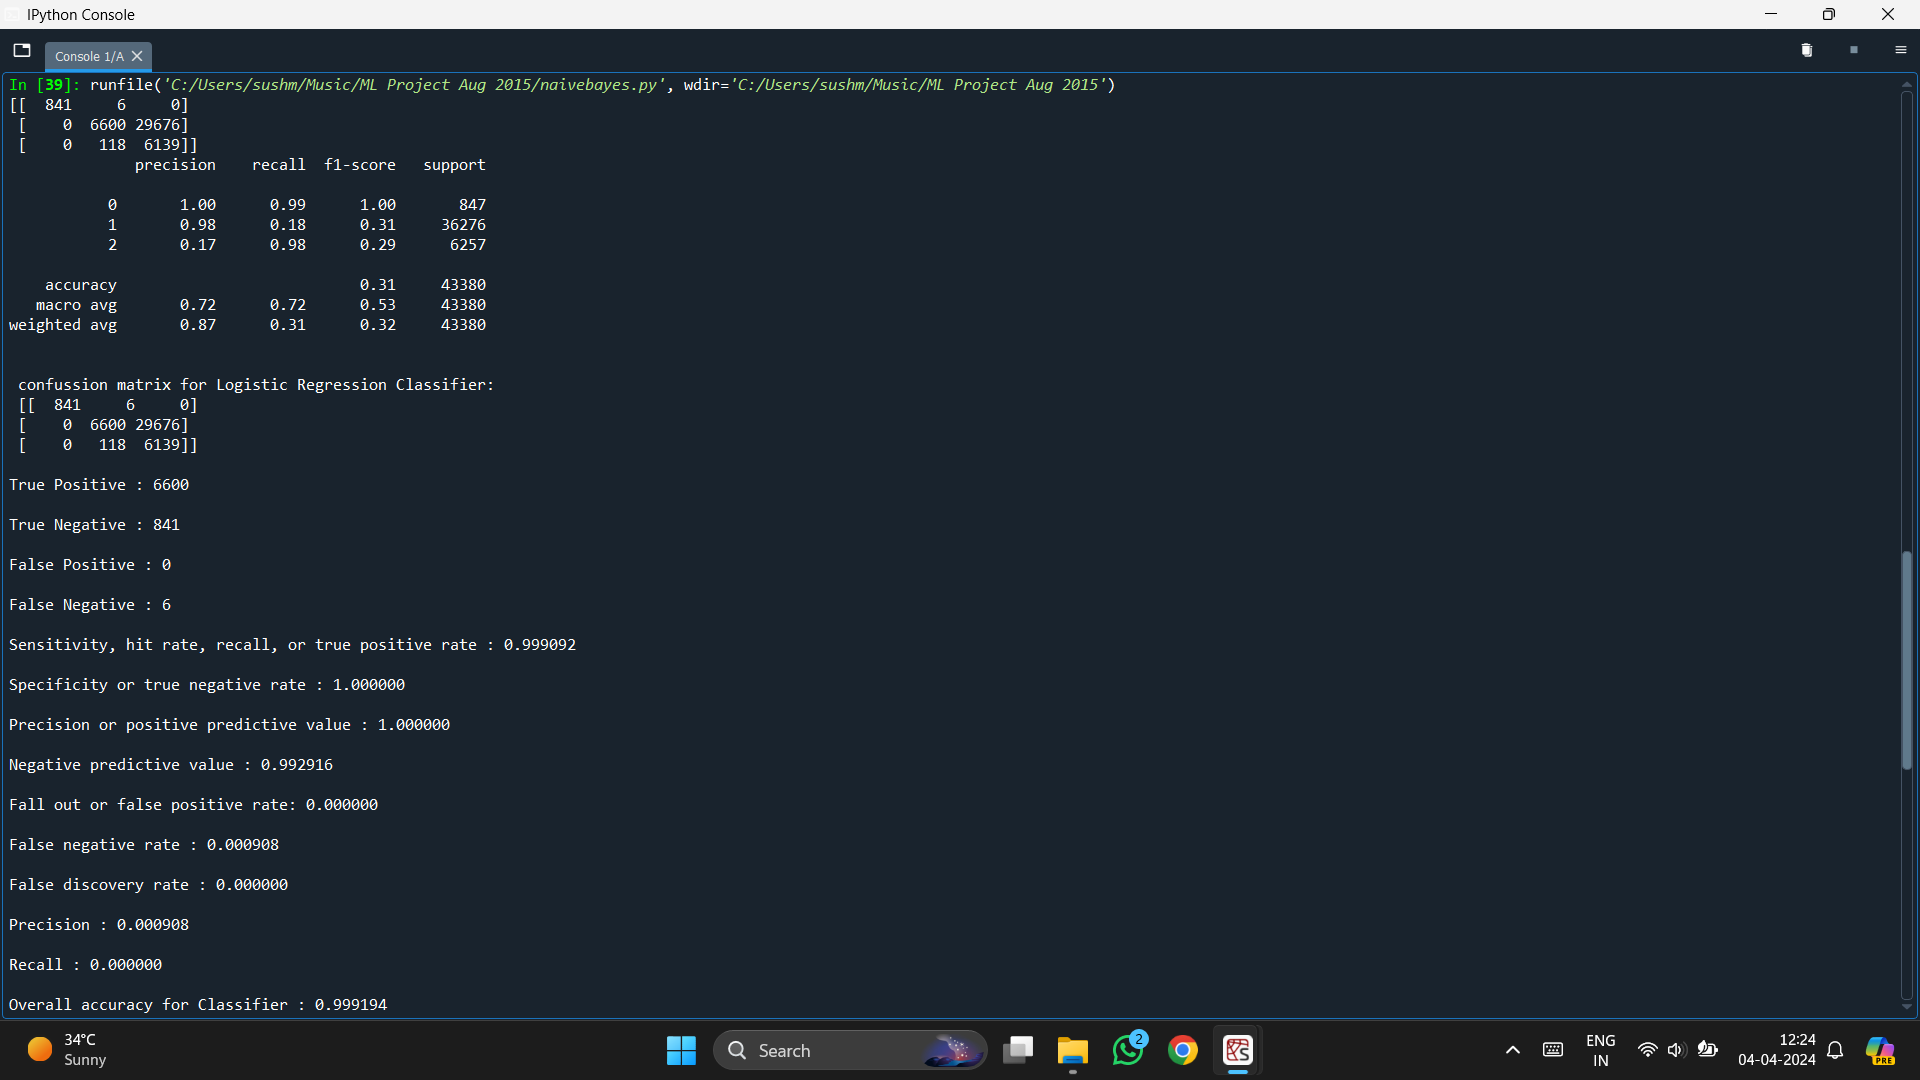 IPython Console
Console 1/A
In [39]: runfile('C:/Users/sushm/Music/ML Project Aug 2015/naivebayes.py', wdir='C:/Users/sushm/Music/ML Project Aug 2015')
[[  841     6     0]
 [    0  6600 29676]
 [    0   118  6139]]
              precision    recall  f1-score   support

           0       1.00      0.99      1.00       847
           1       0.98      0.18      0.31     36276
           2       0.17      0.98      0.29      6257

    accuracy                           0.31     43380
   macro avg       0.72      0.72      0.53     43380
weighted avg       0.87      0.31      0.32     43380

 confussion matrix for Logistic Regression Classifier:
 [[  841     6     0]
 [    0  6600 29676]
 [    0   118  6139]]
True Positive : 6600
True Negative : 841
False Positive : 0
False Negative : 6
Sensitivity, hit rate, recall, or true positive rate : 0.999092
Specificity or true negative rate : 1.000000
Precision or positive predictive value : 1.000000
Negative predictive value : 0.992916
Fall out or false positive rate: 0.000000
False negative rate : 0.000908
False discovery rate : 0.000000
Precision : 0.000908
Recall : 0.000000
Overall accuracy for Classifier : 0.999194
34°C
Sunny
Search
2
ENG
IN
12:24
04-04-2024
PRE